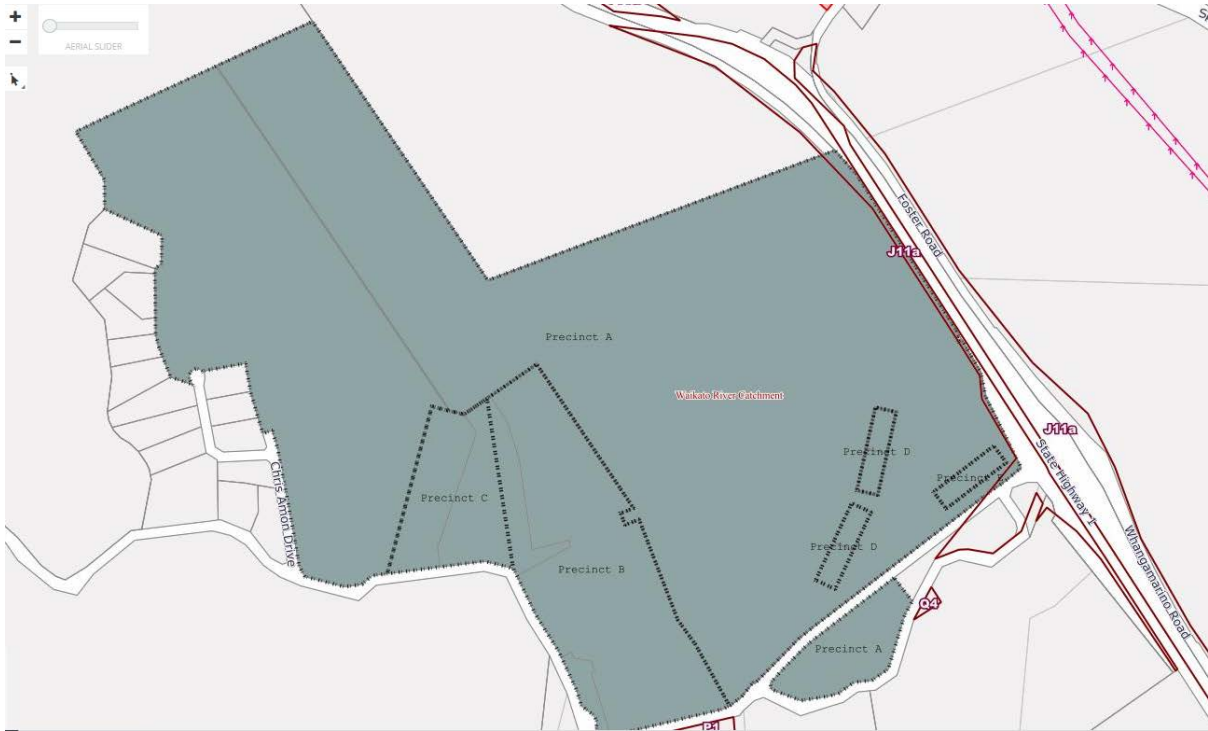 +
−
AERIAL SLIDER
Foster Road
J11a
Precinct A
Waikato River Catchment
J11a
Precinct D
State Highway 1
Precinct
Precinct C
Chris Amon Drive
Precinct D
Precinct B
Whangamarino Road
Q4
Precinct A
P1